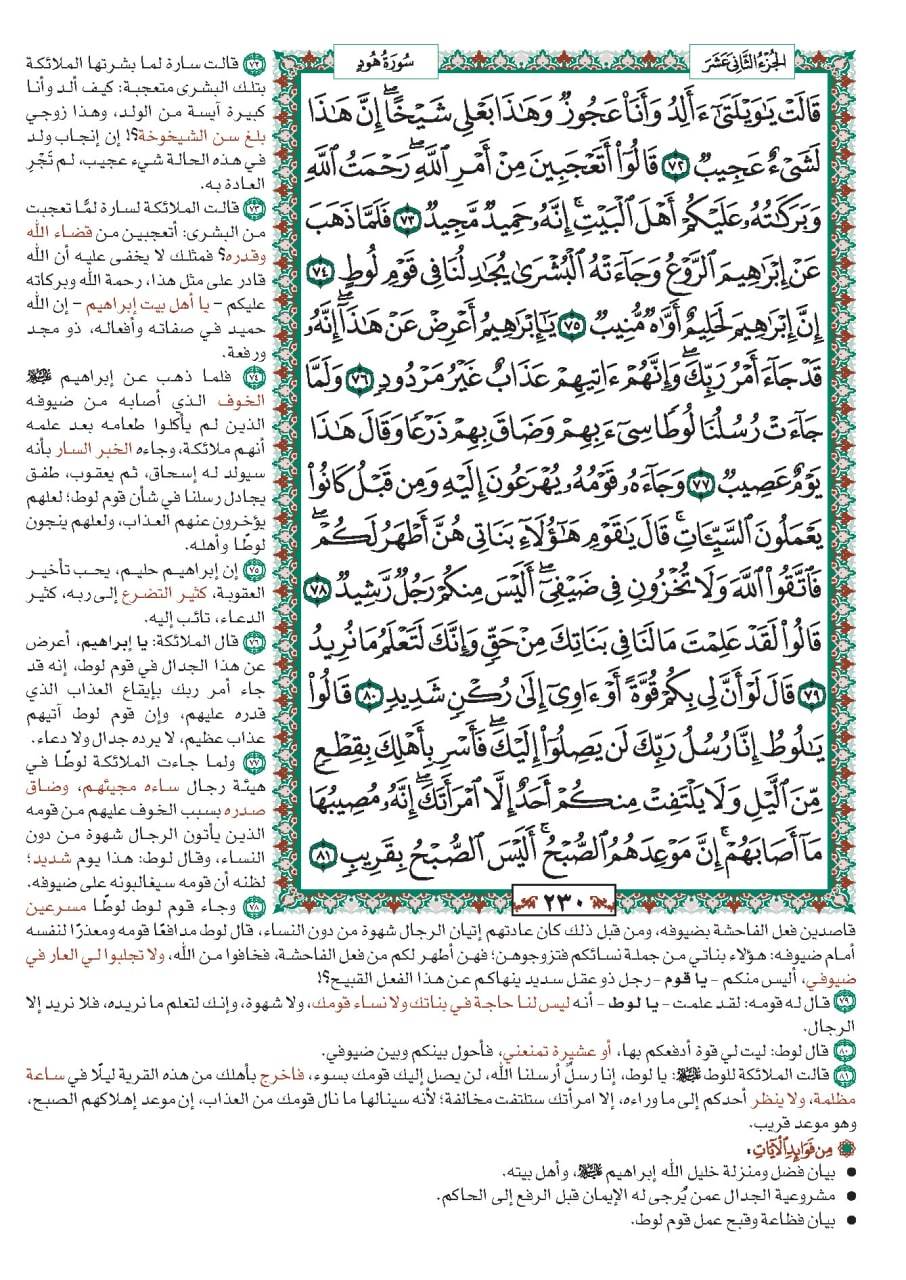 الجُزْءُ الثَّانِي عَشَرَ
سُورَةُ هُودٍ
قَالَتْ يَٰوَيْلَتَىٰٓ ءَأَلِدُ وَأَنَا۠ عَجُوزٌ وَهَٰذَا بَعْلِي شَيْخًا ۖ إِنَّ هَٰذَا
لَشَيْءٌ عَجِيبٌ ٧٢ قَالُوٓا۟ أَتَعْجَبِينَ مِنْ أَمْرِ ٱللَّهِ ۖ رَحْمَتُ ٱللَّهِ
وَبَرَكَٰتُهُۥ عَلَيْكُمْ أَهْلَ ٱلْبَيْتِ ۚ إِنَّهُۥ حَمِيدٌ مَّجِيدٌ ٧٣ فَلَمَّا ذَهَبَ
عَنْ إِبْرَٰهِيمَ ٱلرَّوْعُ وَجَآءَتْهُ ٱلْبُشْرَىٰ يُجَٰدِلُنَا فِي قَوْمِ لُوطٍ ٧٤
إِنَّ إِبْرَٰهِيمَ لَحَلِيمٌ أَوَّٰهٌ مُّنِيبٌ ٧٥ يَٰٓإِبْرَٰهِيمُ أَعْرِضْ عَنْ هَٰذَآ ۖ إِنَّهُۥ
قَدْ جَآءَ أَمْرُ رَبِّكَ ۖ وَإِنَّهُمْ ءَاتِيهِمْ عَذَابٌ غَيْرُ مَرْدُودٍ ٧٦ وَلَمَّا
جَآءَتْ رُسُلُنَا لُوطًا سِيٓءَ بِهِمْ وَضَاقَ بِهِمْ ذَرْعًا وَقَالَ هَٰذَا
يَوْمٌ عَصِيبٌ ٧٧ وَجَآءَهُۥ قَوْمُهُۥ يُهْرَعُونَ إِلَيْهِ وَمِن قَبْلُ كَانُوا۟
يَعْمَلُونَ ٱلسَّيِّـَٔاتِ ۚ قَالَ يَٰقَوْمِ هَٰٓؤُلَآءِ بَنَاتِي هُنَّ أَطْهَرُ لَكُمْ ۖ
فَٱتَّقُوا۟ ٱللَّهَ وَلَا تُخْزُونِ فِي ضَيْفِيٓ ۖ أَلَيْسَ مِنكُمْ رَجُلٌ رَّشِيدٌ ٧٨
قَالُوا۟ لَقَدْ عَلِمْتَ مَا لَنَا فِي بَنَاتِكَ مِنْ حَقٍّ وَإِنَّكَ لَتَعْلَمُ مَا نُرِيدُ
٧٩ قَالَ لَوْ أَنَّ لِي بِكُمْ قُوَّةً أَوْ ءَاوِيٓ إِلَىٰ رُكْنٍ شَدِيدٍ ٨٠ قَالُوا۟
يَٰلُوطُ إِنَّا رُسُلُ رَبِّكَ لَن يَصِلُوٓا۟ إِلَيْكَ ۖ فَأَسْرِ بِأَهْلِكَ بِقِطْعٍ
مِّنَ ٱلَّيْلِ وَلَا يَلْتَفِتْ مِنكُمْ أَحَدٌ إِلَّا ٱمْرَأَتَكَ ۖ إِنَّهُۥ مُصِيبُهَا
مَآ أَصَابَهُمْ ۚ إِنَّ مَوْعِدَهُمُ ٱلصُّبْحُ ۚ أَلَيْسَ ٱلصُّبْحُ بِقَرِيبٍ ٨١
٢٣٠
٧٢ قالت سارة لما بشرتها الملائكة
بتلك البشرى متعجبة: كيف ألد وأنا
كبيرة آيسة من الولد، وهذا زوجي
بلغ سن الشيخوخة؟! إن إنجاب ولد
في هذه الحالة شيء عجيب، لم تَجْرِ
العادة به.
٧٣ قالت الملائكة لسارة لمَّا تعجبت
من البشرى: أتعجبين من قضاء الله
وقدره؟ فمثلك لا يخفى عليه أن الله
قادر على مثل هذا، رحمة الله وبركاته
عليكم – يا أهل بيت إبراهيم – إن الله
حميد في صفاته وأفعاله، ذو مجد
ورفعة.
٧٤ فلما ذهب عن إبراهيم ﷺ
الخوف الذي أصابه من ضيوفه
الذين لم يأكلوا طعامه بعد علمه
أنهم ملائكة، وجاءه الخبر السار بأنه
سيولد له إسحاق، ثم يعقوب، طفق
يجادل رسلنا في شأن قوم لوط؛ لعلهم
يؤخرون عنهم العذاب، ولعلهم ينجون
لوطًا وأهله.
٧٥ إن إبراهيم حليم، يحب تأخير
العقوبة، كثير التضرع إلى ربه، كثير
الدعاء، تائب إليه.
٧٦ قال الملائكة: يا إبراهيم، أعرض
عن هذا الجدال في قوم لوط، إنه قد
جاء أمر ربك بإيقاع العذاب الذي
قدره عليهم، وإن قوم لوط آتيهم
عذاب عظيم، لا يرده جدال ولا دعاء.
٧٧ ولما جاءت الملائكة لوطًا في
هيئة رجال ساءه مجيئهم، وضاق
صدره بسبب الخوف عليهم من قومه
الذين يأتون الرجال شهوة من دون
النساء، وقال لوط: هذا يوم شديد؛
لظنه أن قومه سيغالبونه على ضيوفه.
٧٨ وجاء قوم لوط لوطًا مسرعين
قاصدين فعل الفاحشة بضيوفه، ومن قبل ذلك كان عادتهم إتيان الرجال شهوة من دون النساء، قال لوط مدافعًا قومه ومعذرًا لنفسه
أمام ضيوفه: هؤلاء بناتي من جملة نسائكم فتزوجوهن؛ فهن أطهر لكم من فعل الفاحشة، فخافوا من الله، ولا تجلبوا لي العار في
ضيوفي، أليس منكم – يا قوم – رجل ذو عقل سديد ينهاكم عن هذا الفعل القبيح؟!
٧٩ قال له قومه: لقد علمت – يا لوط – أنه ليس لنا حاجة في بناتك ولا نساء قومك، ولا شهوة، وإنك لتعلم ما نريده، فلا نريد إلا
الرجال.
٨٠ قال لوط: ليت لي قوة أدفعكم بها، أو عشيرة تمنعني، فأحول بينكم وبين ضيوفي.
٨١ قالت الملائكة للوط ﷺ: يا لوط، إنا رسلٌ أرسلنا الله، لن يصل إليك قومك بسوء، فاخرج بأهلك من هذه القرية ليلًا في ساعة
مظلمة، ولا ينظر أحدكم إلى ما وراءه، إلا امرأتك ستلتفت مخالفة؛ لأنه سينالها ما نال قومك من العذاب، إن موعد إهلاكهم الصبح،
وهو موعد قريب.
مِن فَوَائِدِ الآيَاتِ:
● بيان فضل ومنزلة خليل الله إبراهيم ﷺ، وأهل بيته.
● مشروعية الجدال عمن يُرجى له الإيمان قبل الرفع إلى الحاكم.
● بيان فظاعة وقبح عمل قوم لوط.